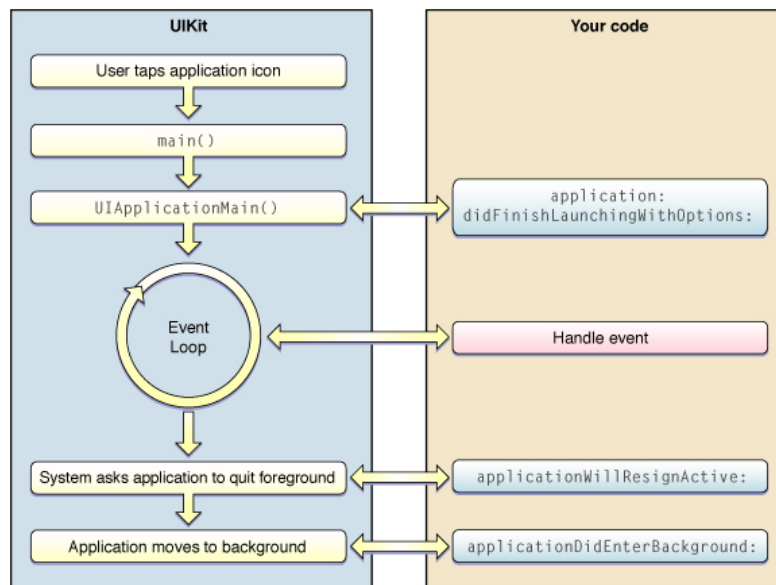 UIKit
User taps application icon
main()
UIApplicationMain()
Event
Loop
System asks application to quit foreground
Application moves to background
Your code
application:
didFinishLaunchingWithOptions:
Handle event
applicationWillResignActive:
applicationDidEnterBackground: